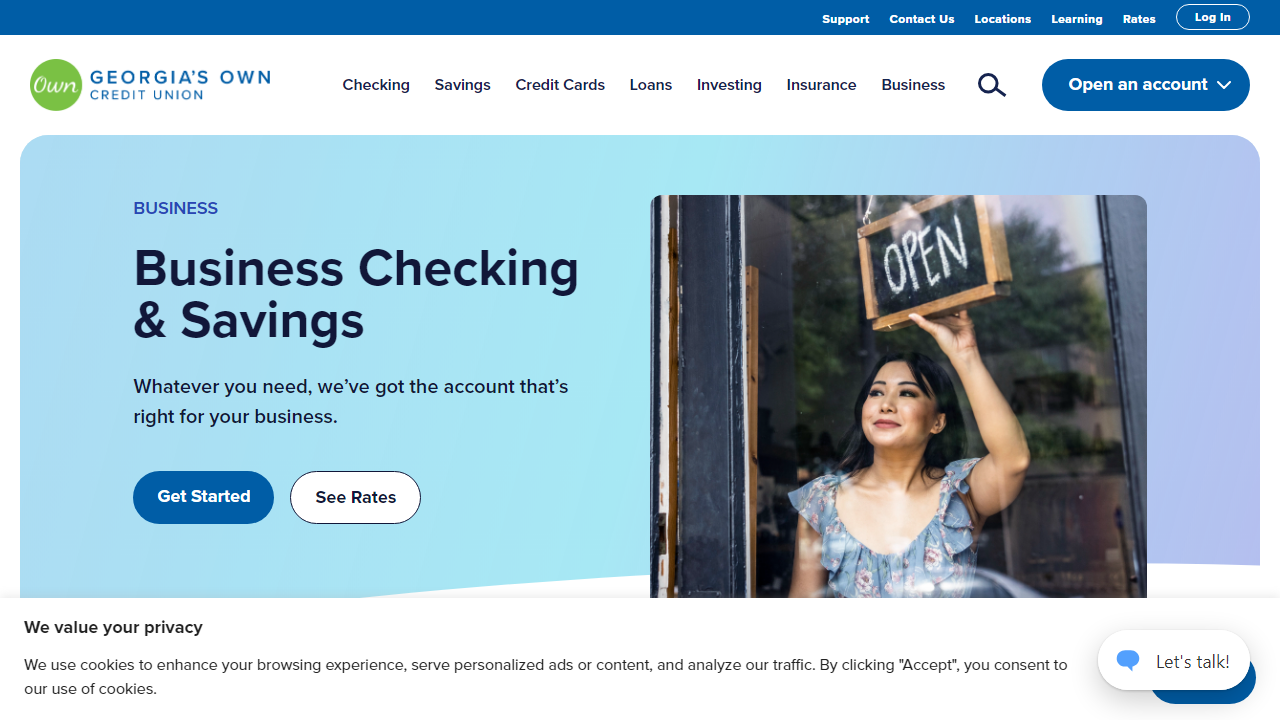 Support Contact Us Locations Learning Rates Log In
Own GEORGIA'S OWN
CREDIT UNION
Checking Savings Credit Cards Loans Investing Insurance Business Open an account
BUSINESS
Business Checking
& Savings
Whatever you need, we’ve got the account that’s
right for your business.
Get Started See Rates
OPEN
We value your privacy
We use cookies to enhance your browsing experience, serve personalized ads or content, and analyze our traffic. By clicking "Accept", you consent to
our use of cookies.
Let's talk!